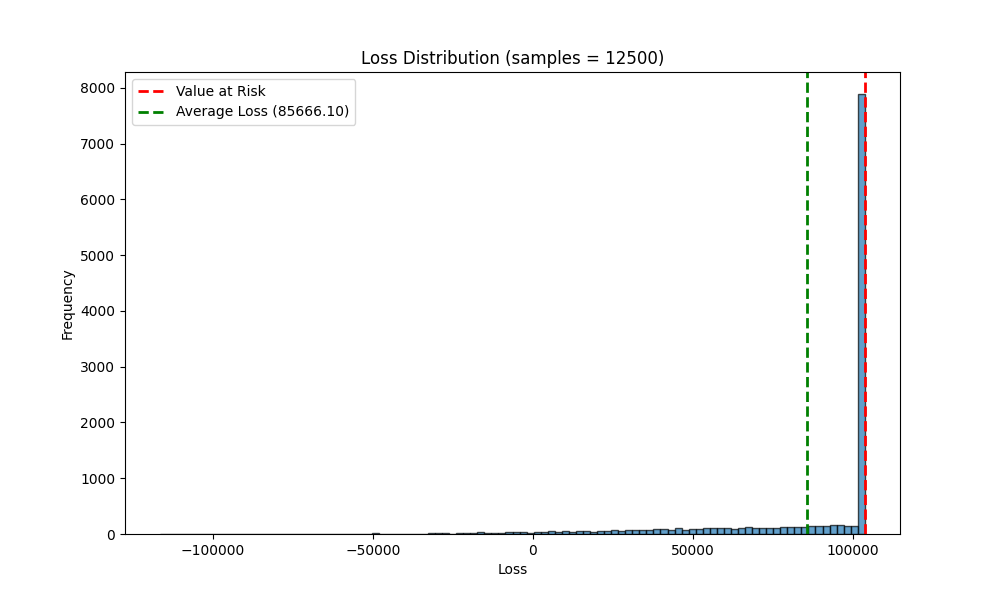 Loss Distribution (samples = 12500)
Value at Risk
Average Loss (85666.10)
8000
7000
6000
5000
4000
3000
2000
1000
0
Frequency
−100000
−50000
0
50000
100000
Loss